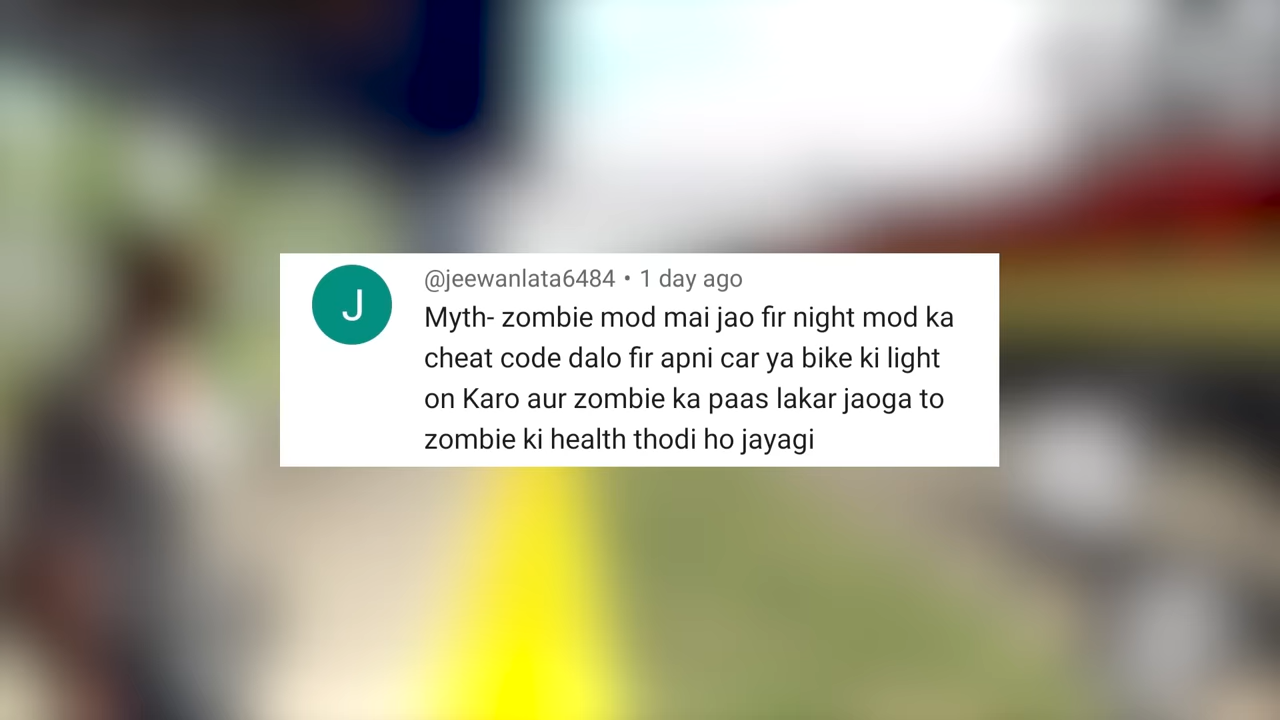 J
@jeewanlata6484 • 1 day ago
Myth- zombie mod mai jao fir night mod ka
cheat code dalo fir apni car ya bike ki light
on Karo aur zombie ka paas lakar jaoga to
zombie ki health thodi ho jayagi